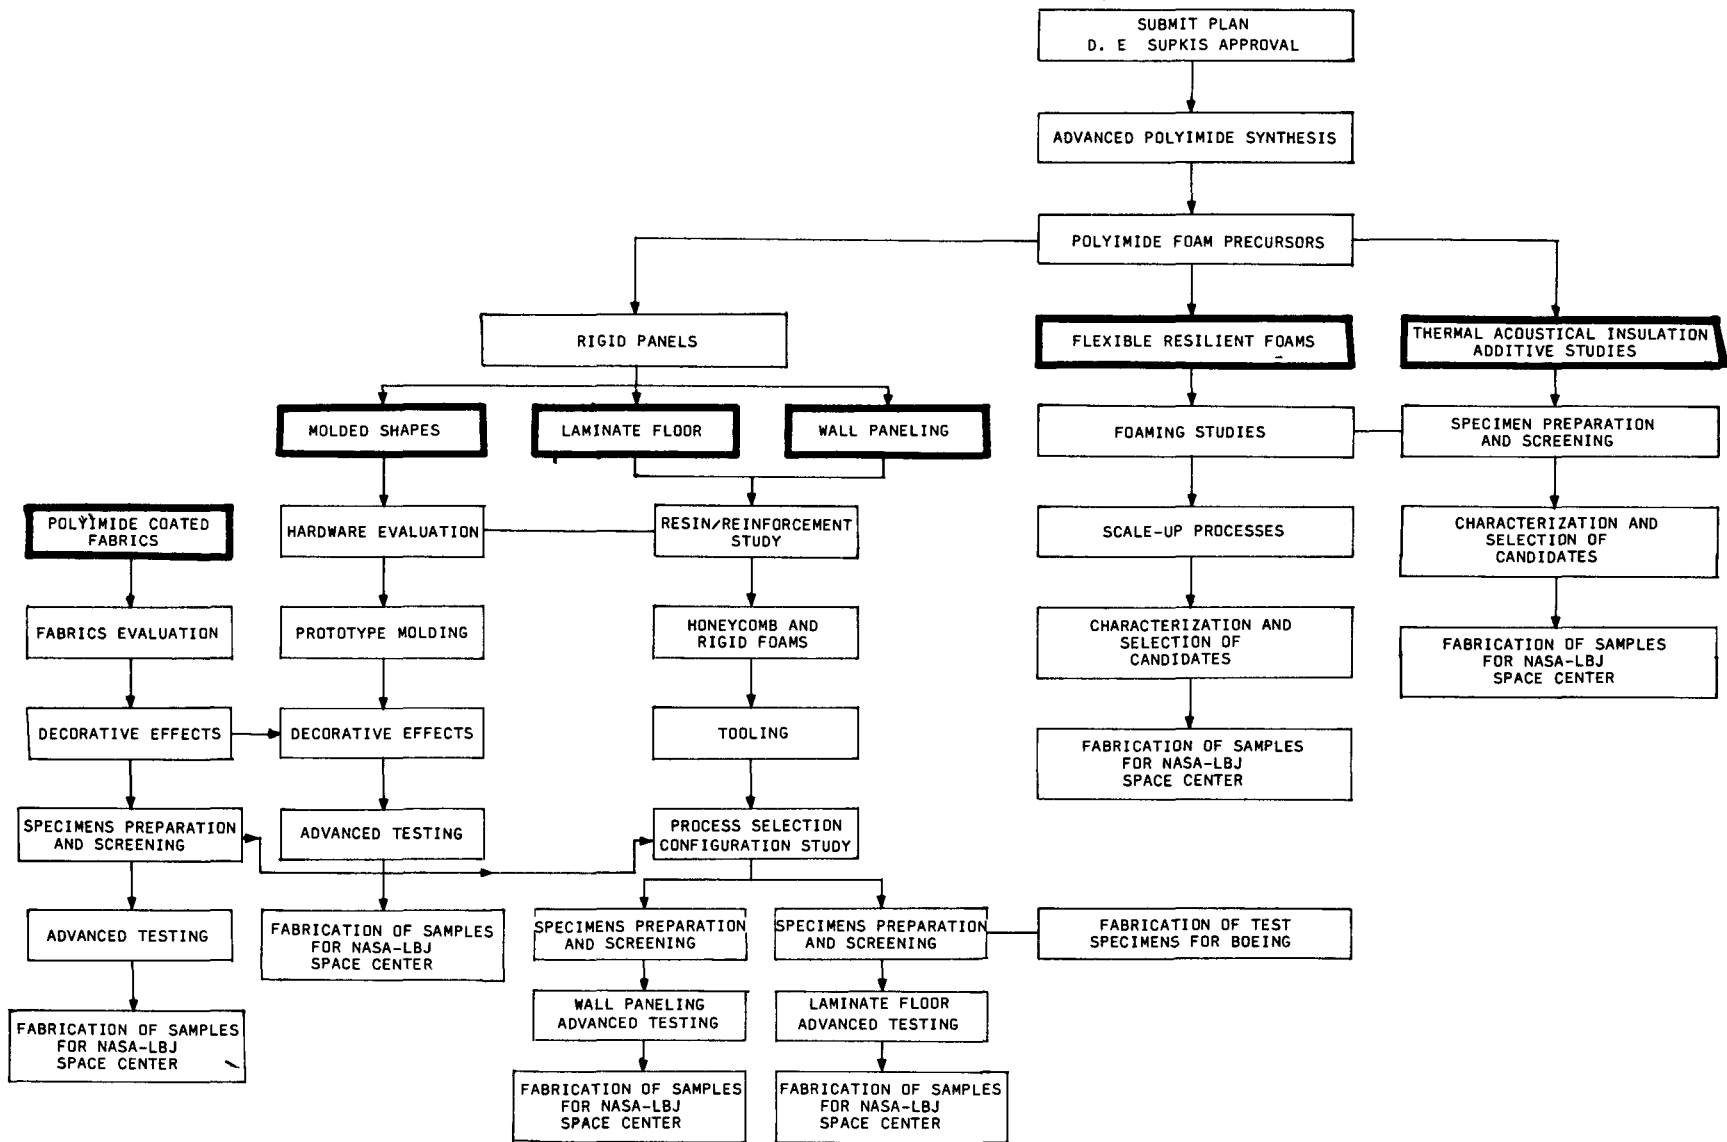 SUBMIT PLAN
D. E SUPKIS APPROVAL
ADVANCED POLYIMIDE SYNTHESIS
POLYIMIDE FOAM PRECURSORS
RIGID PANELS
FLEXIBLE RESILIENT FOAMS
THERMAL ACOUSTICAL INSULATION
ADDITIVE STUDIES
MOLDED SHAPES
LAMINATE FLOOR
WALL PANELING
FOAMING STUDIES
SPECIMEN PREPARATION
AND SCREENING
POLYIMIDE COATED
FABRICS
HARDWARE EVALUATION
RESIN/REINFORCEMENT
STUDY
SCALE-UP PROCESSES
CHARACTERIZATION AND
SELECTION OF
CANDIDATES
FABRICS EVALUATION
PROTOTYPE MOLDING
HONEYCOMB AND
RIGID FOAMS
CHARACTERIZATION AND
SELECTION OF
CANDIDATES
FABRICATION OF SAMPLES
FOR NASA-LBJ
SPACE CENTER
DECORATIVE EFFECTS
DECORATIVE EFFECTS
TOOLING
FABRICATION OF SAMPLES
FOR NASA-LBJ
SPACE CENTER
SPECIMENS PREPARATION
AND SCREENING
ADVANCED TESTING
PROCESS SELECTION
CONFIGURATION STUDY
ADVANCED TESTING
FABRICATION OF SAMPLES
FOR NASA-LBJ
SPACE CENTER
SPECIMENS PREPARATION
AND SCREENING
SPECIMENS PREPARATION
AND SCREENING
FABRICATION OF TEST
SPECIMENS FOR BOEING
FABRICATION OF SAMPLES
FOR NASA-LBJ
SPACE CENTER
WALL PANELING
ADVANCED TESTING
LAMINATE FLOOR
ADVANCED TESTING
FABRICATION OF SAMPLES
FOR NASA-LBJ
SPACE CENTER
FABRICATION OF SAMPLES
FOR NASA-LBJ
SPACE CENTER